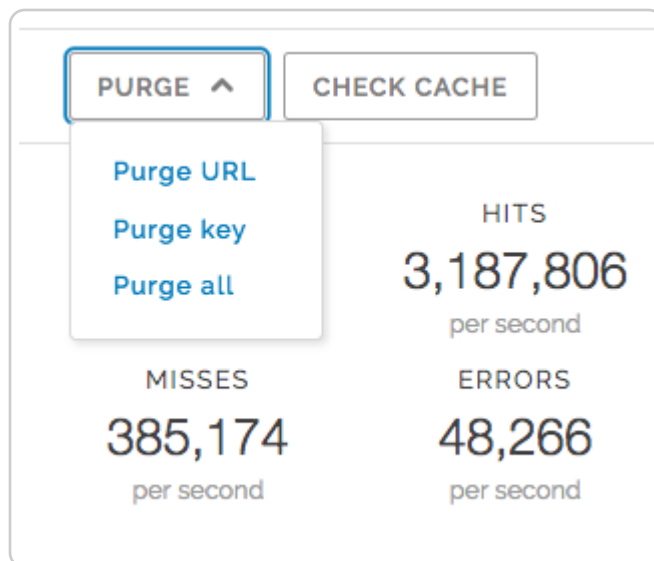 PURGE
CHECK CACHE
Purge URL
Purge key
Purge all
HITS
3,187,806
per second
MISSES
385,174
per second
ERRORS
48,266
per second